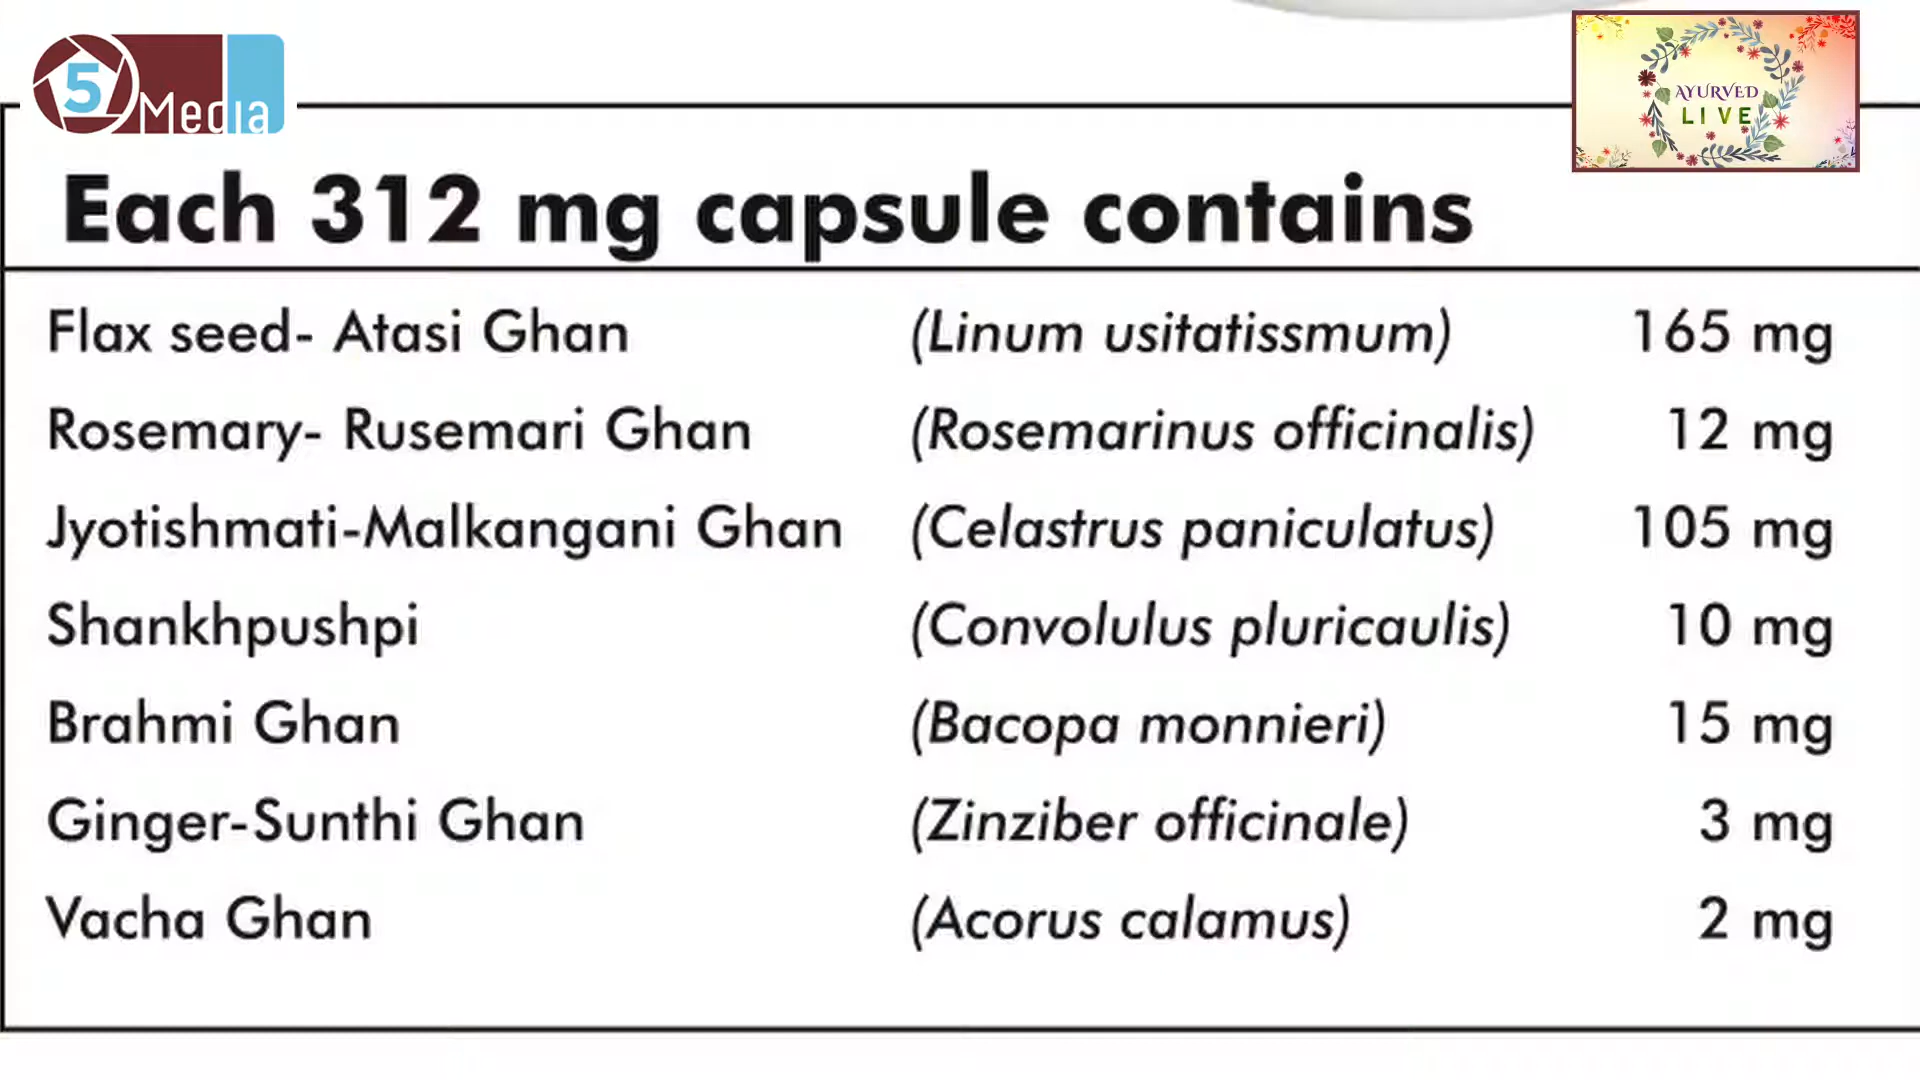 5 Media
AYURVED
LIVE
Each 312 mg capsule contains
Flax seed- Atasi Ghan (Linum usitatissmum) 165 mg
Rosemary- Rusemari Ghan (Rosemarinus officinalis) 12 mg
Jyotishmati-Malkangani Ghan (Celastrus paniculatus) 105 mg
Shankhpushpi (Convolulus pluricaulis) 10 mg
Brahmi Ghan (Bacopa monnieri) 15 mg
Ginger-Sunthi Ghan (Zinziber officinale) 3 mg
Vacha Ghan (Acorus calamus) 2 mg